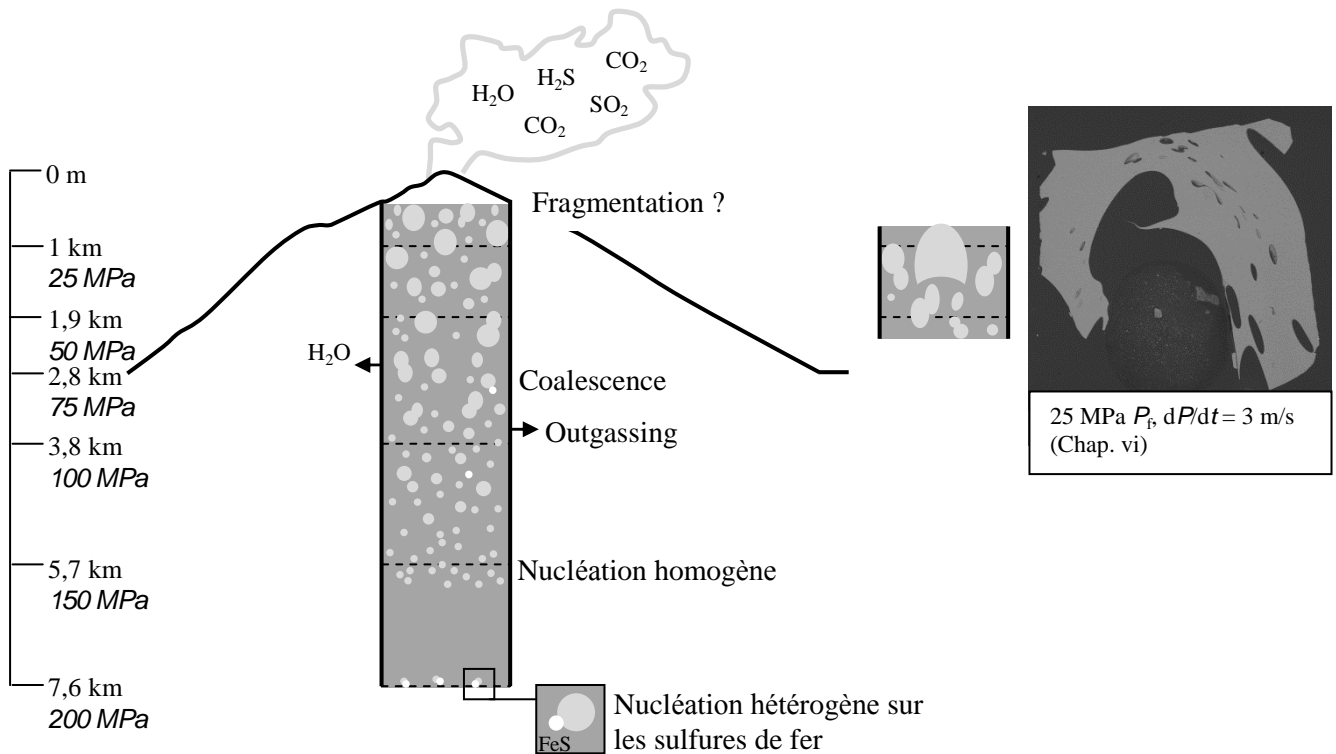 CO₂
H₂S
H₂O
SO₂
CO₂
0 m
Fragmentation ?
1 km
25 MPa
1,9 km
50 MPa
H₂O
2,8 km
75 MPa
Coalescence
Outgassing
3,8 km
100 MPa
25 MPa Pf, dP/dt = 3 m/s
(Chap. vi)
5,7 km
150 MPa
Nucléation homogène
7,6 km
200 MPa
FeS
Nucléation hétérogène sur
les sulfures de fer